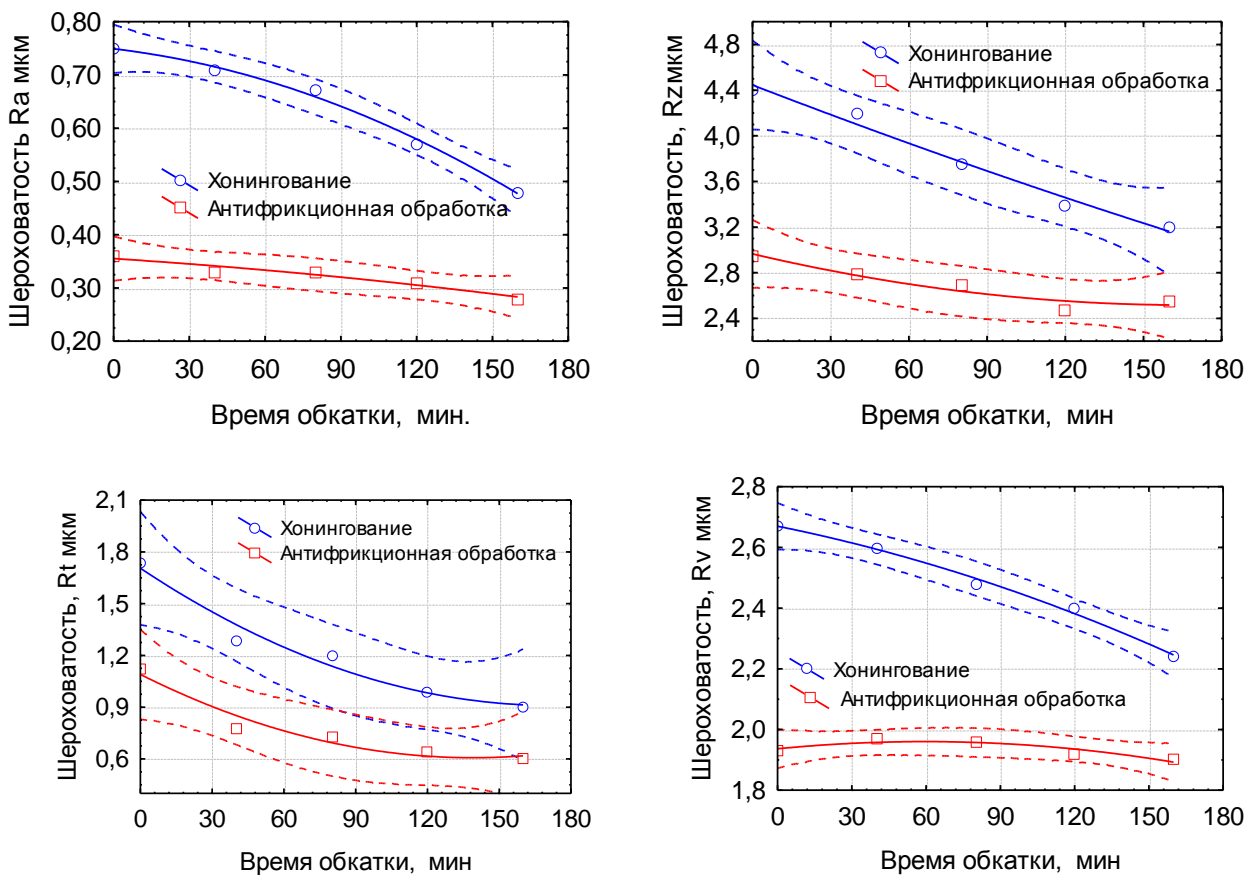 Шероховатость Ra мкм
0,80
0,70
0,60
0,50
0,40
0,30
0,20
Хонингование
Антифрикционная обработка
0 30 60 90 120 150 180
Время обкатки, мин.
Шероховатость, Rzмкм
4,8
4,4
4,0
3,6
3,2
2,8
2,4
Хонингование
Антифрикционная обработка
0 30 60 90 120 150 180
Время обкатки, мин
Шероховатость, Rt мкм
2,1
1,8
1,5
1,2
0,9
0,6
Хонингование
Антифрикционная обработка
0 30 60 90 120 150 180
Время обкатки, мин
Шероховатость, Rv мкм
2,8
2,6
2,4
2,2
2,0
1,8
Хонингование
Антифрикционная обработка
0 30 60 90 120 150 180
Время обкатки, мин